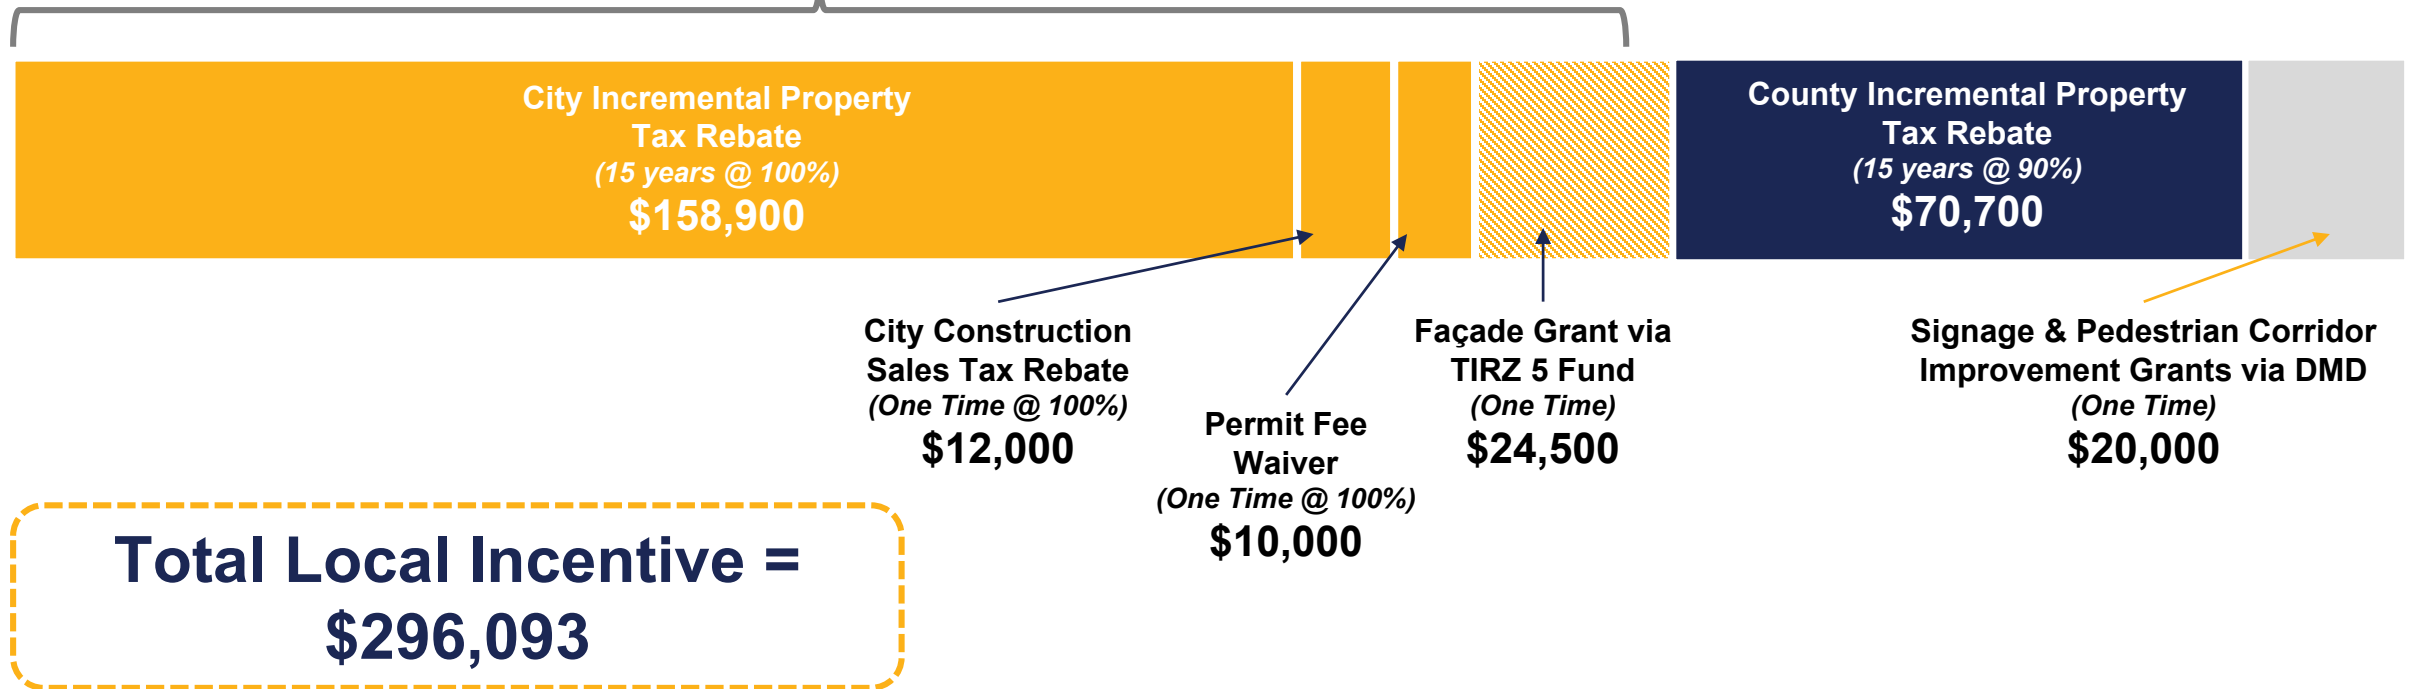 City Incremental Property
Tax Rebate
(15 years @ 100%)
$158,900
County Incremental Property
Tax Rebate
(15 years @ 90%)
$70,700
City Construction
Sales Tax Rebate
(One Time @ 100%)
$12,000
Permit Fee
Waiver
(One Time @ 100%)
$10,000
Façade Grant via
TIRZ 5 Fund
(One Time)
$24,500
Signage & Pedestrian Corridor
Improvement Grants via DMD
(One Time)
$20,000
Total Local Incentive =
$296,093